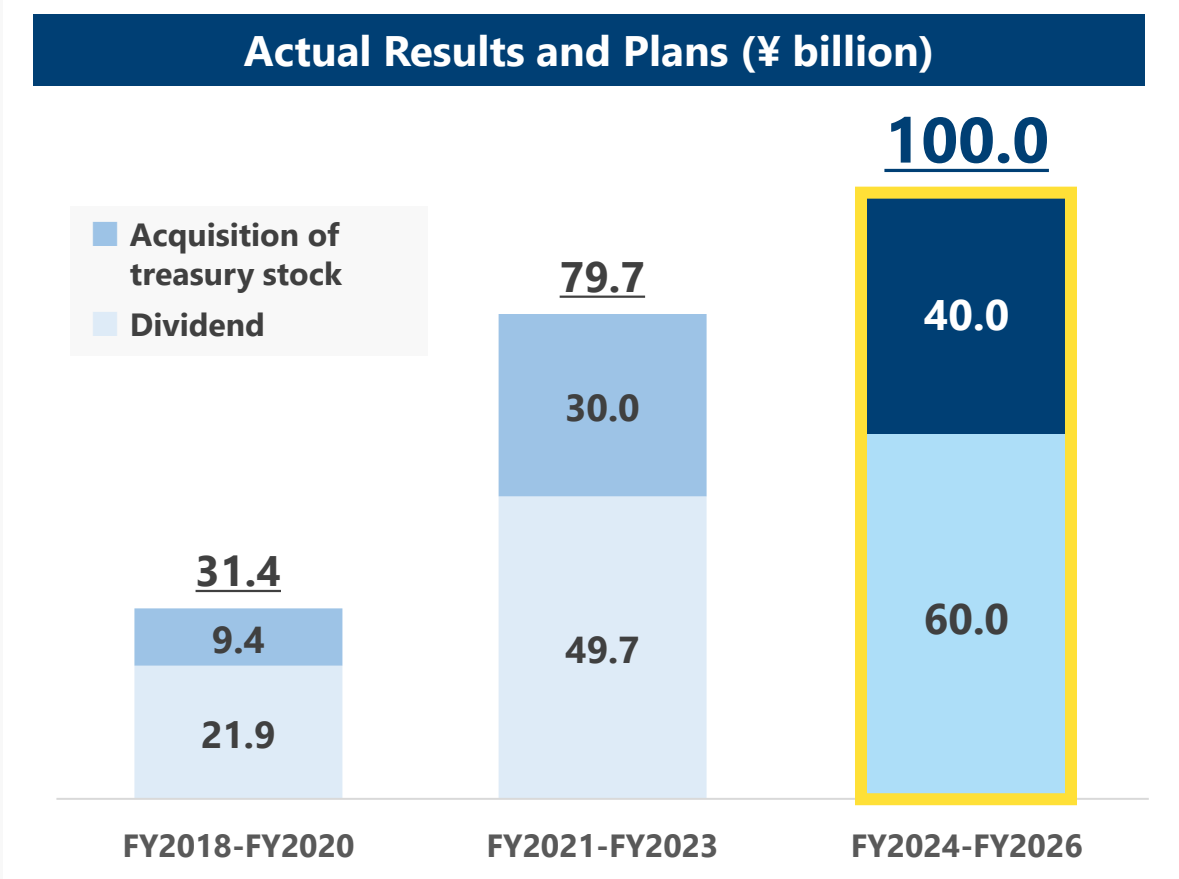 Actual Results and Plans (¥ billion)
100.0
Acquisition of
treasury stock
Dividend
79.7
40.0
30.0
31.4
9.4
60.0
49.7
21.9
FY2018-FY2020
FY2021-FY2023
FY2024-FY2026